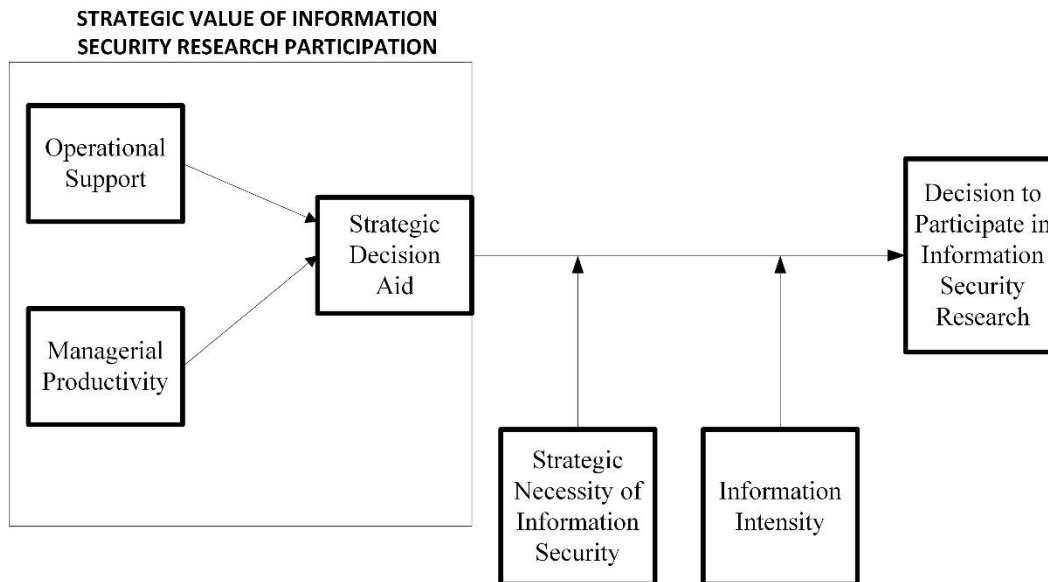 STRATEGIC VALUE OF INFORMATION
SECURITY RESEARCH PARTICIPATION
Operational
Support
Managerial
Productivity
Strategic
Decision
Aid
Decision to
Participate in
Information
Security
Research
Strategic
Necessity of
Information
Security
Information
Intensity